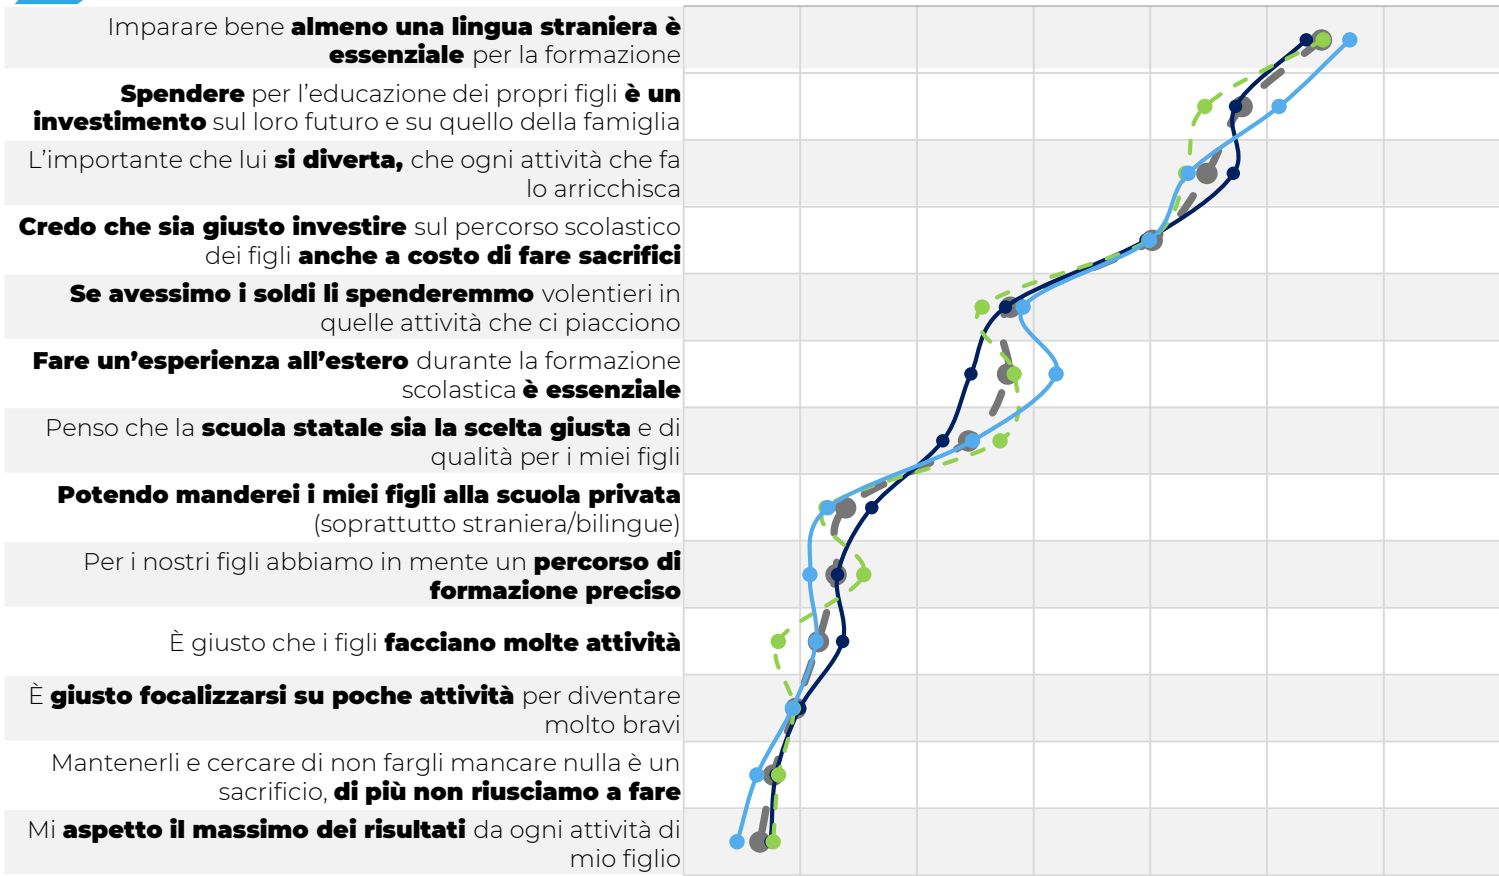 Imparare bene almeno una lingua straniera è
essenziale per la formazione
Spendere per l’educazione dei propri figli è un
investimento sul loro futuro e su quello della famiglia
L’importante che lui si diverta, che ogni attività che fa
lo arricchisca
Credo che sia giusto investire sul percorso scolastico
dei figli anche a costo di fare sacrifici
Se avessimo i soldi li spenderemmo volentieri in
quelle attività che ci piacciono
Fare un’esperienza all’estero durante la formazione
scolastica è essenziale
Penso che la scuola statale sia la scelta giusta e di
qualità per i miei figli
Potendo manderei i miei figli alla scuola privata
(soprattutto straniera/bilingue)
Per i nostri figli abbiamo in mente un percorso di
formazione preciso
È giusto che i figli facciano molte attività
È giusto focalizzarsi su poche attività per diventare
molto bravi
Mantenerli e cercare di non fargli mancare nulla è un
sacrificio, di più non riusciamo a fare
Mi aspetto il massimo dei risultati da ogni attività di
mio figlio